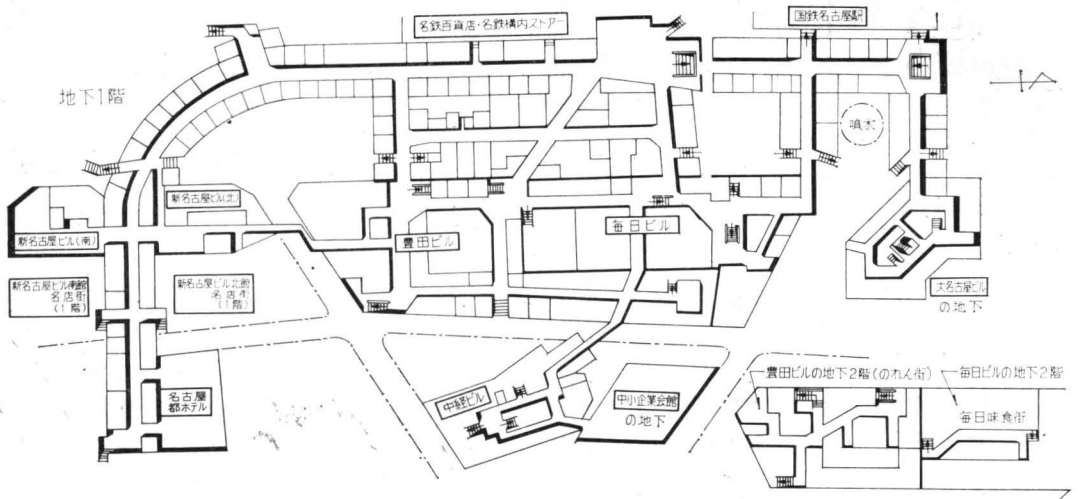 名鉄百貨店・名鉄構内ストアー
国鉄名古屋駅
地下1階
噴水
新名古屋ビル(北)
新名古屋ビル(南)
豊田ビル
毎日ビル
新名古屋ビル南館
名店街
(1階)
新名古屋ビル北館
名店街
(1階)
大名古屋ビル
の地下
名古屋
都ホテル
中経ビル
中小企業会館
の地下
豊田ビルの地下2階(のれん街)
毎日ビルの地下2階
毎日味食街